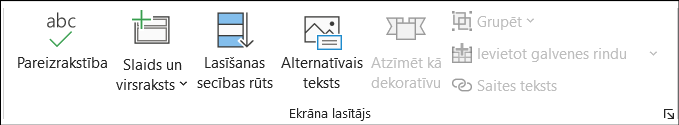 abc
Pareizrakstība
Slaids un
virsraksts
Lasīšanas
secības rūts
Alternatīvais
teksts
Atzīmēt kā
dekoratīvu
Grupēt
Ievietot galvenes rindu
Saites teksts
Ekrāna lasītājs